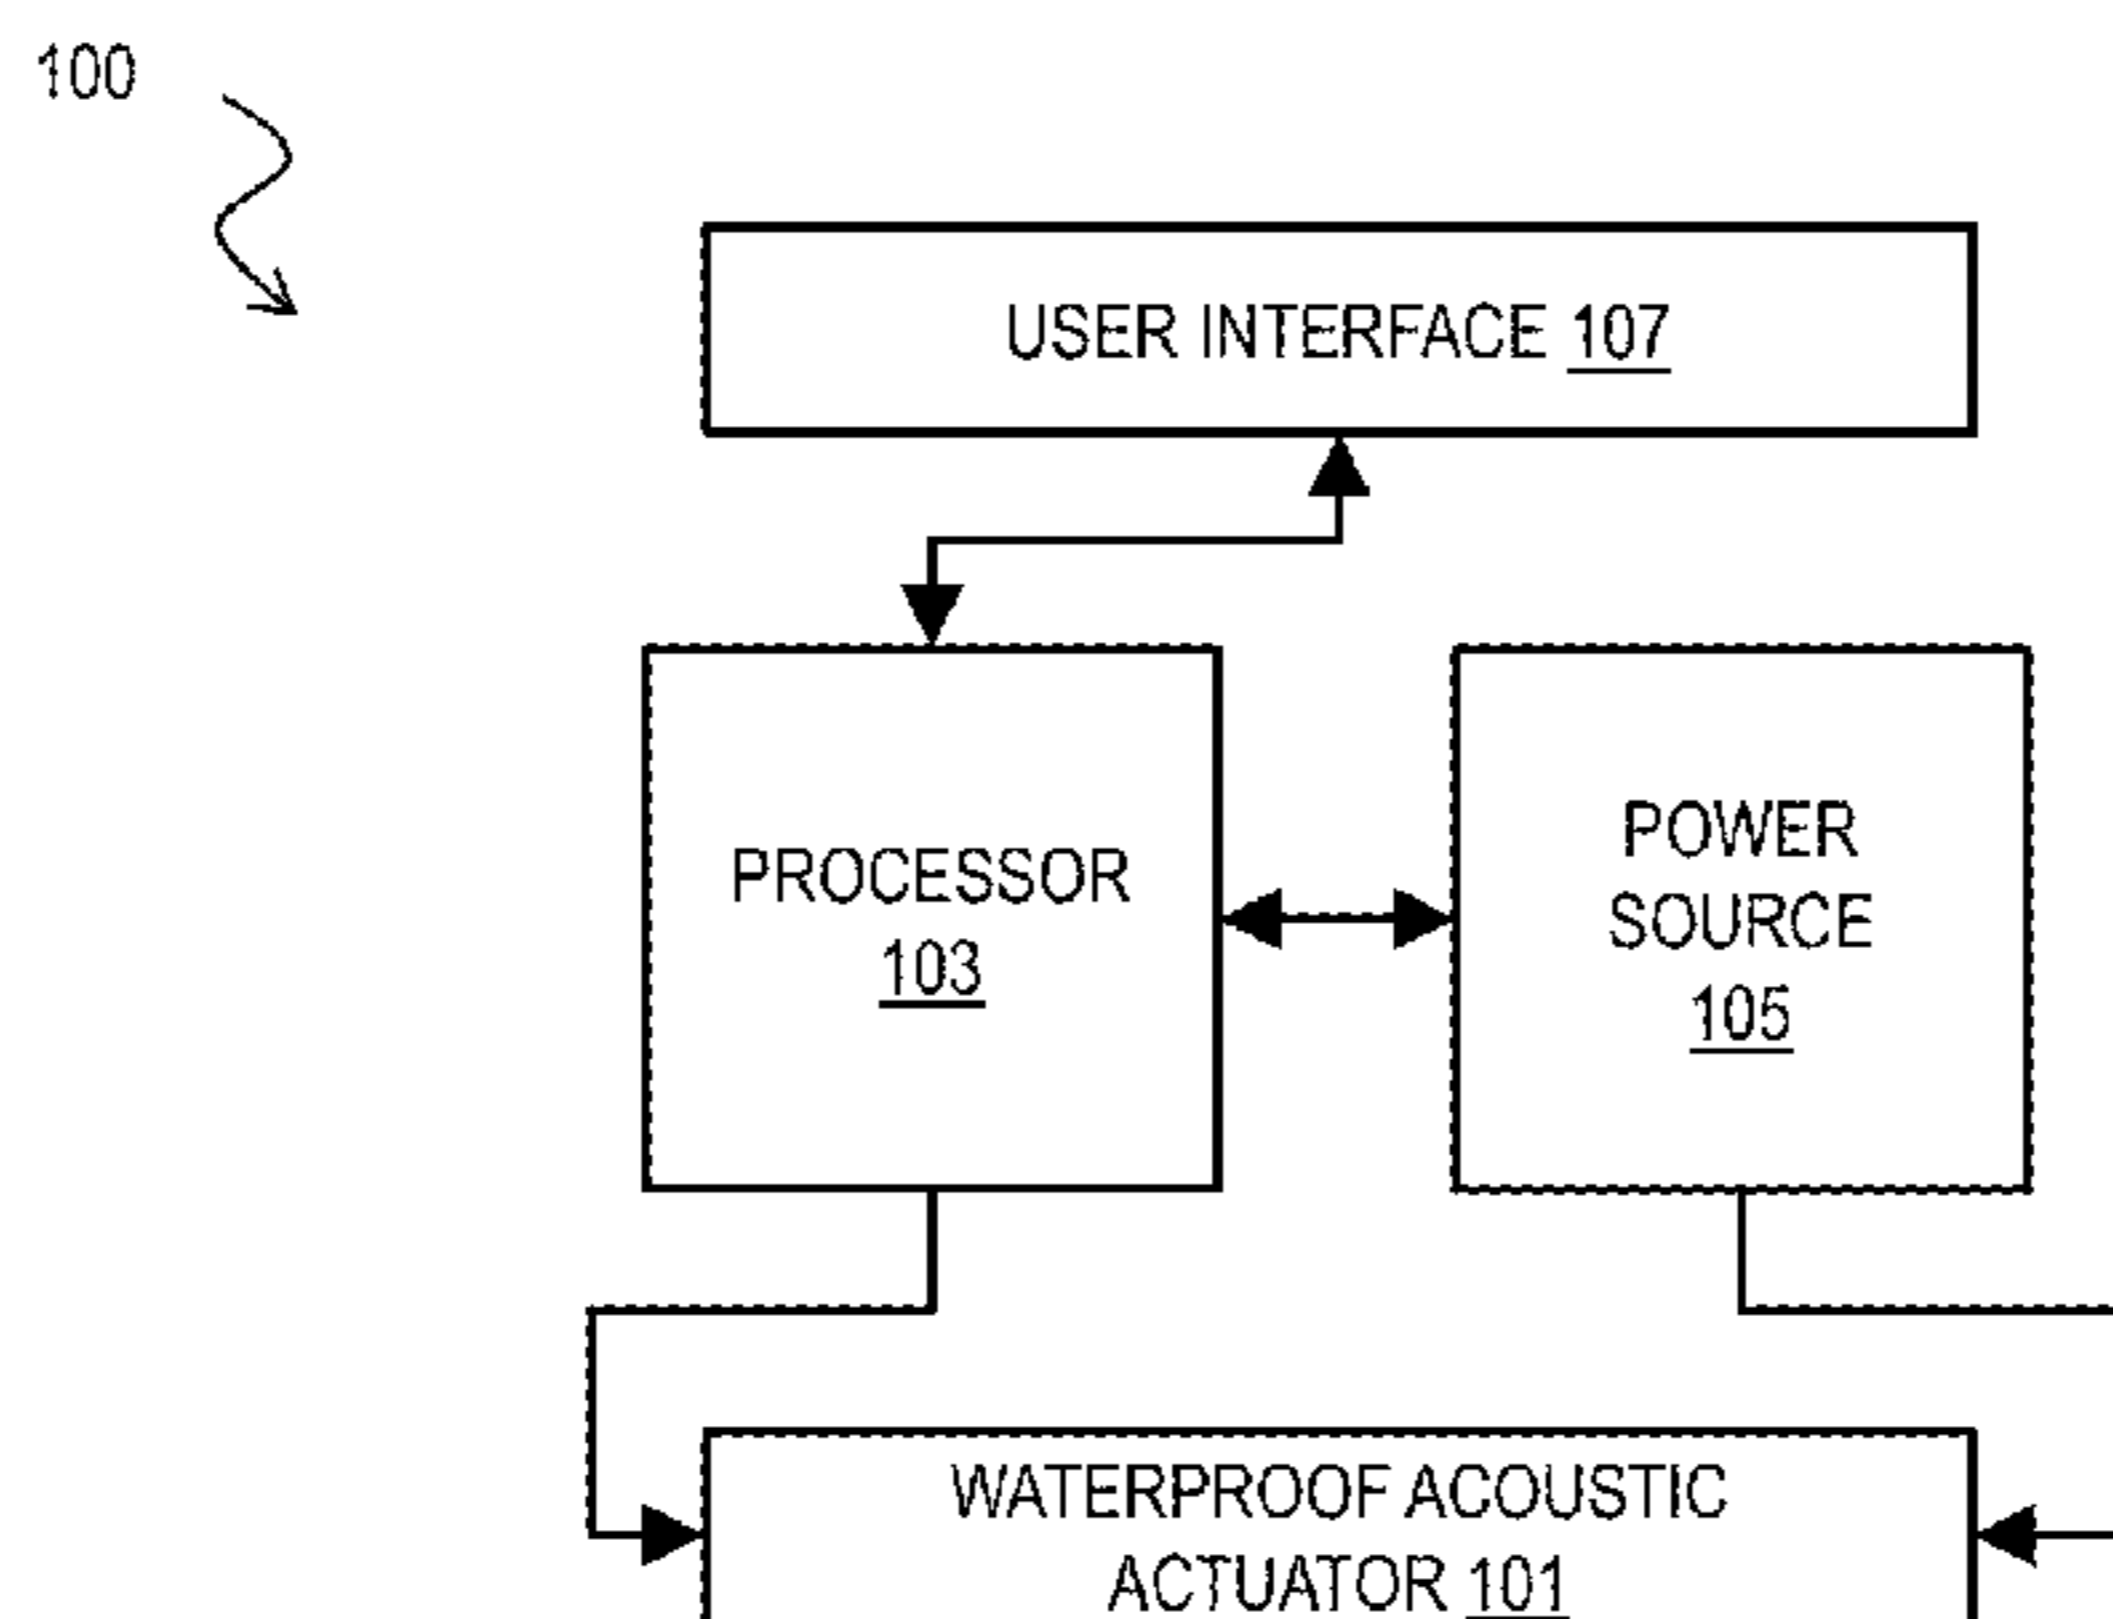 100
USER INTERFACE 107
PROCESSOR
103
POWER
SOURCE
105
WATERPROOF ACOUSTIC
ACTUATOR 101